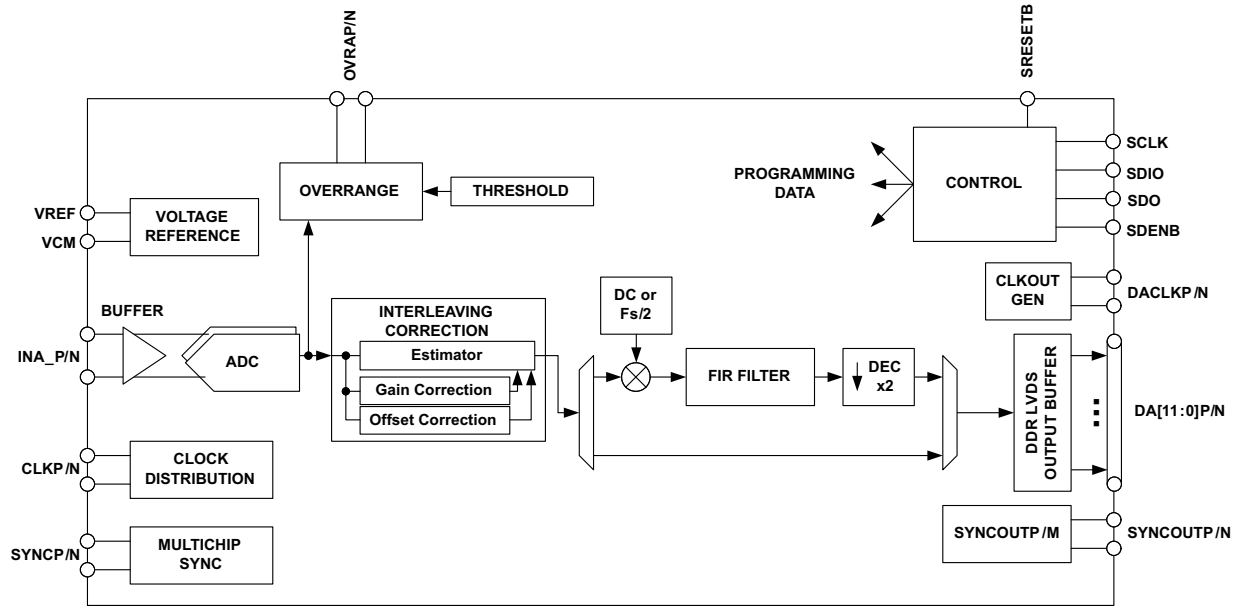 OVRAP/N
SRESETB
OVERRANGE
THRESHOLD
PROGRAMMING
DATA
CONTROL
SCLK
SDIO
SDO
SDENB
VREF
VCM
VOLTAGE
REFERENCE
CLKOUT
GEN
DACLKP/N
BUFFER
INA_P/N
ADC
INTERLEAVING
CORRECTION
Estimator
Gain Correction
Offset Correction
DC or
Fs/2
FIR FILTER
DEC
x2
DDR LVDS
OUTPUT BUFFER
DA[11:0]P/N
CLKP/N
CLOCK
DISTRIBUTION
SYNCP/N
MULTICHIP
SYNC
SYNCOUTP/M
SYNCOUTP/N